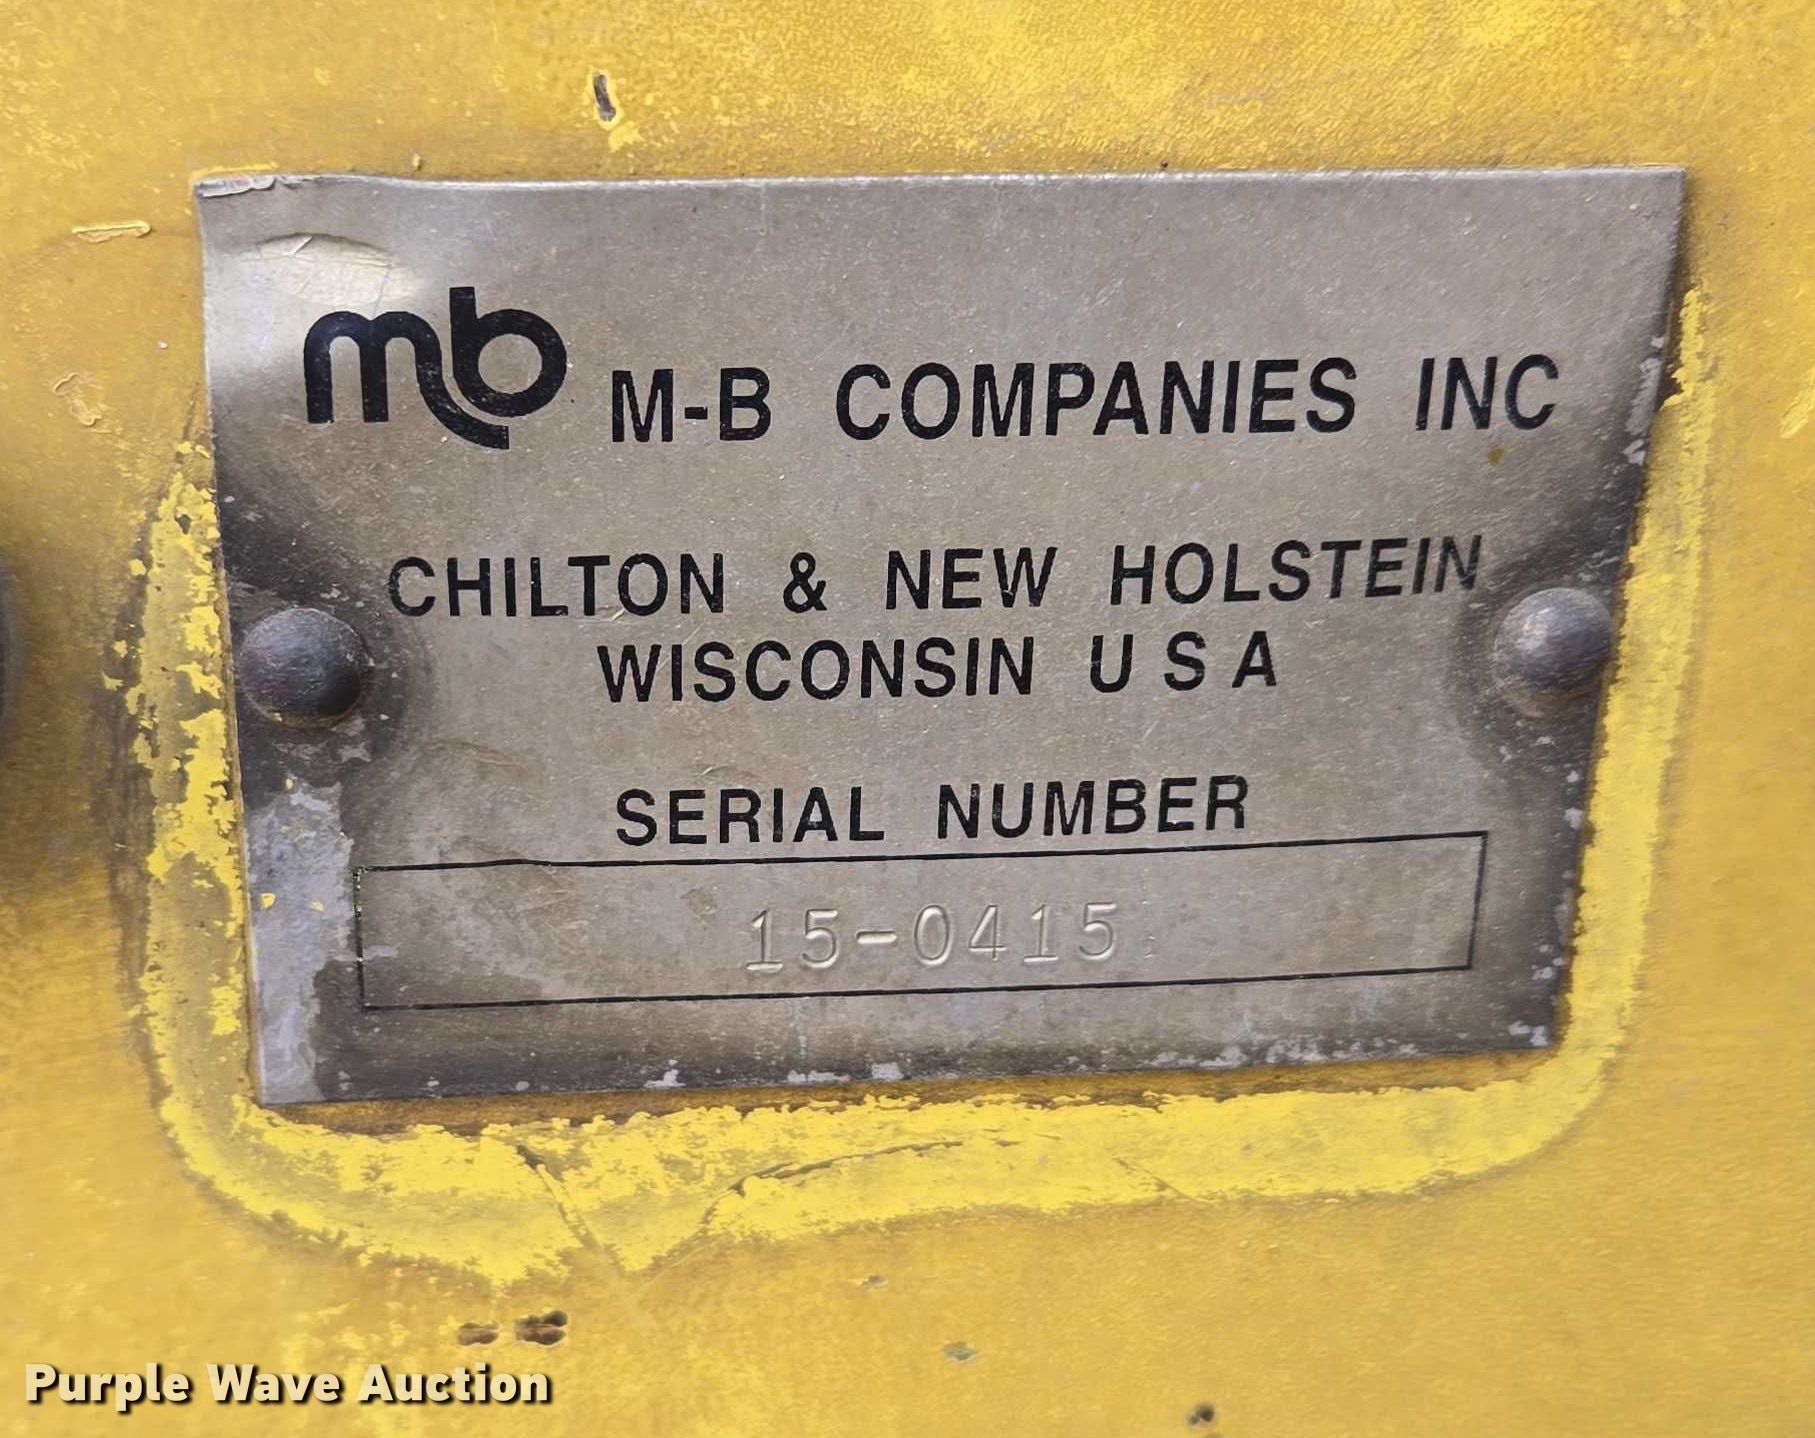 mb M-B COMPANIES INC
CHILTON & NEW HOLSTEIN
WISCONSIN U S A
SERIAL NUMBER
15-0415
Purple Wave Auction